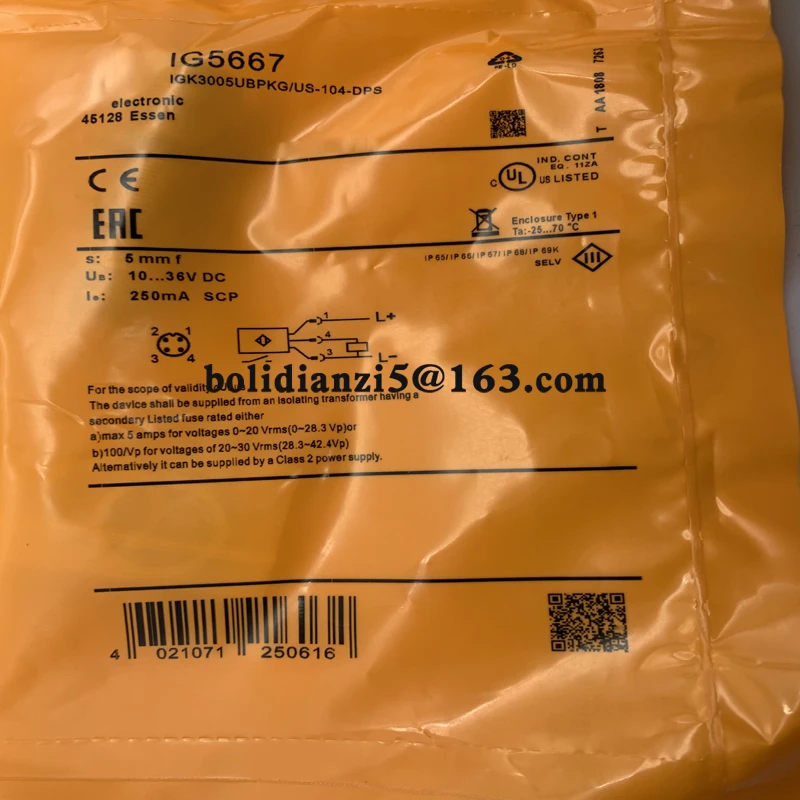 IG5667
IGK3005UBPKG/US-104-DPS
electronic
45128 Essen
T AA 1808 7263
CE
EAC
C UL US LISTED
IND. CONT
EQ. 11ZA
Enclosure Type 1
Ta:-25...70 °C
IP 65/IP 66/IP 67/IP 68/IP 69K
SELV
III
s: 5 mm f
UB: 10...36V DC
Ie: 250mA SCP
2 1
3 4
1 L+
4
3 L-
bolidianzi5@163.com
For the scope of validity
The device shall be supplied from an isolating transformer having a
secondary Listed fuse rated either
a)max 5 amps for voltages 0~20 Vrms(0~28.3 Vp)or
b)100/Vp for voltages of 20~30 Vrms(28.3~42.4Vp)
Alternatively it can be supplied by a Class 2 power supply.
4 021071 250616